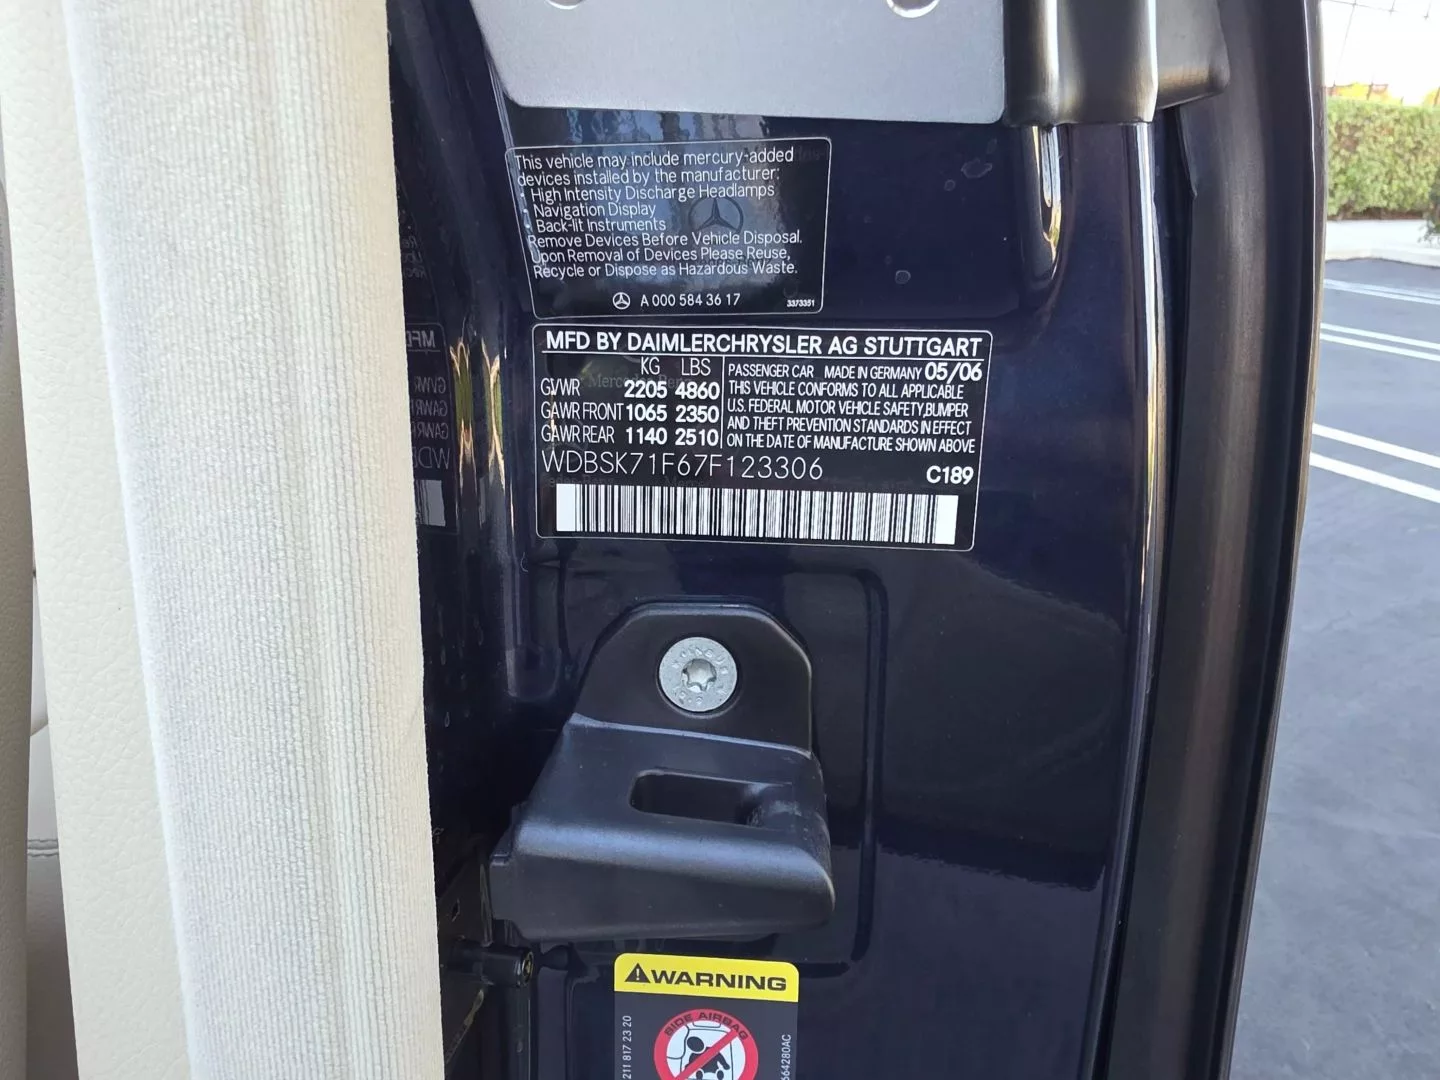 This vehicle may include mercury-added
devices installed by the manufacturer:
- High Intensity Discharge Headlamps
- Navigation Display
- Back-lit Instruments
Remove Devices Before Vehicle Disposal.
Upon Removal of Devices Please Reuse,
Recycle or Dispose as Hazardous Waste.
A 000 584 36 17
3373351
MFD BY DAIMLERCHRYSLER AG STUTTGART
KG LBS
GVWR 2205 4860
GAWR FRONT 1065 2350
GAWR REAR 1140 2510
PASSENGER CAR MADE IN GERMANY 05/06
THIS VEHICLE CONFORMS TO ALL APPLICABLE
U.S. FEDERAL MOTOR VEHICLE SAFETY,BUMPER
AND THEFT PREVENTION STANDARDS IN EFFECT
ON THE DATE OF MANUFACTURE SHOWN ABOVE
WDBSK71F67F123306
C189
WARNING
SIDE AIRBAG
211 817 23 20
664280AC